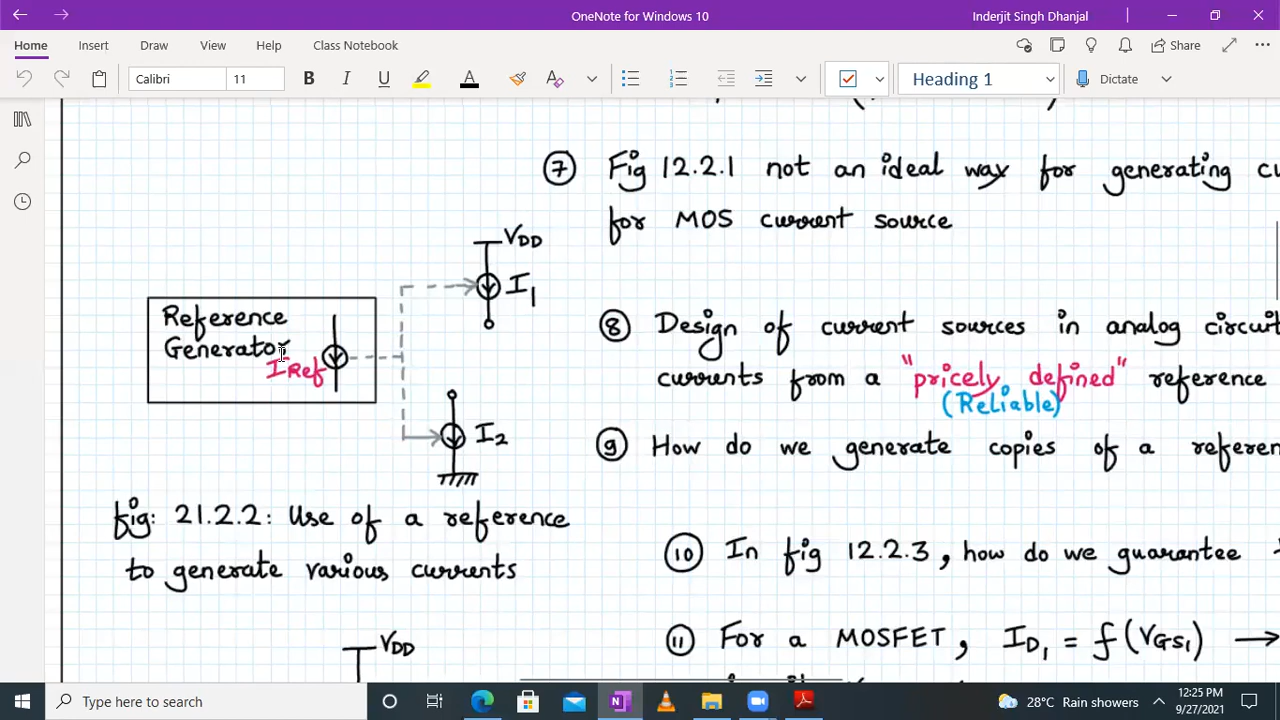 OneNote for Windows 10
Inderjit Singh Dhanjal
Home Insert Draw View Help Class Notebook
Share
Calibri 11 B I U A Heading 1 Dictate
7 Fig 12.2.1 not an ideal way for generating
for MOS current source
VDD
I1
Reference
Generator
IRef
8 Design of current sources in analog
currents from a "pricely defined" reference
(Reliable)
I2
9 How do we generate copies of a
fig: 21.2.2: Use of a reference
to generate various currents
10 In fig 12.2.3, how do we guarantee
11 For a MOSFET, ID1 = f(VGS1) →
VDD
Type here to search
28°C Rain showers
12:25 PM
9/27/2021